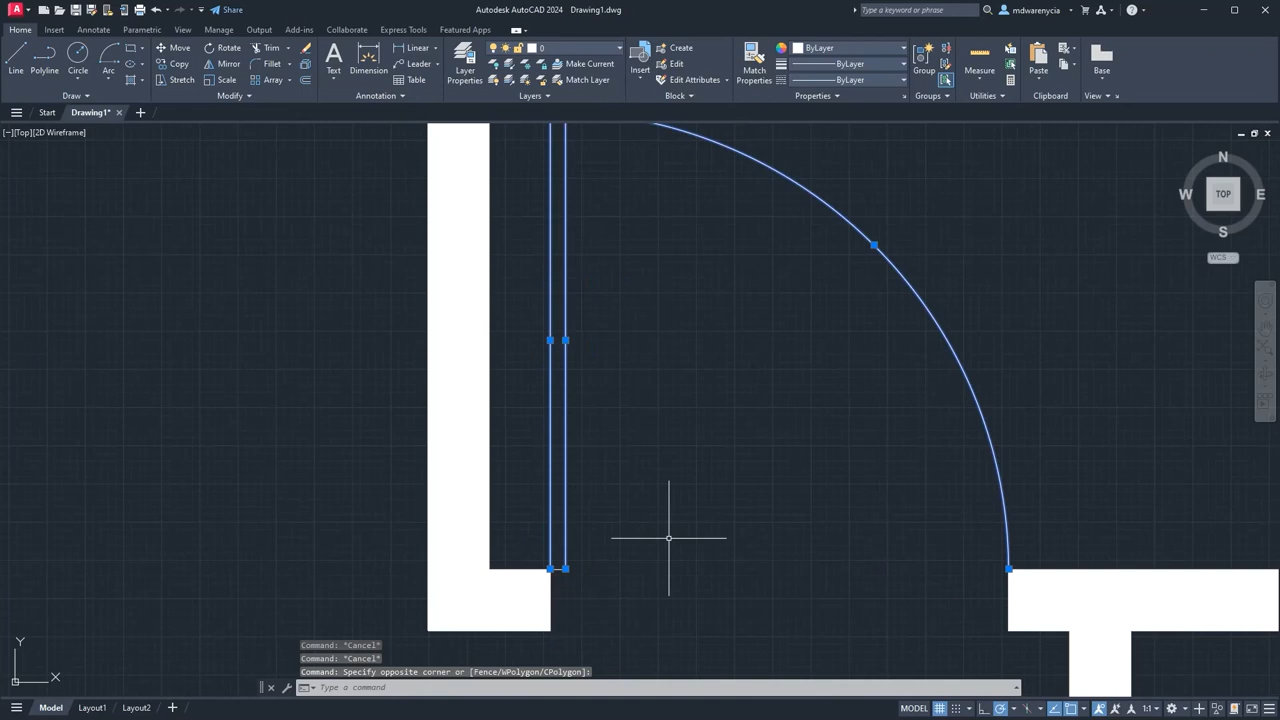 A
CAD
Share
Autodesk AutoCAD 2024 Drawing1.dwg
Type a keyword or phrase
mdwarenycia
Home Insert Annotate Parametric View Manage Output Add-ins Collaborate Express Tools Featured Apps
Line
Polyline
Circle
Arc
Draw
Move
Rotate
Trim
Copy
Mirror
Fillet
Stretch
Scale
Array
Modify
Text
Dimension
Linear
Leader
Table
Annotation
Layer
Properties
0
Make Current
Match Layer
Layers
Insert
Create
Edit
Edit Attributes
Block
Match
Properties
ByLayer
ByLayer
ByLayer
Properties
Group
Groups
Measure
Utilities
Paste
Clipboard
Base
View
Start Drawing1*
[−][Top][2D Wireframe]
N
W TOP E
S
WCS
Command: *Cancel*
Command: *Cancel*
Command: Specify opposite corner or [Fence/WPolygon/CPolygon]:
Type a command
Y
X
Model Layout1 Layout2
MODEL
1:1